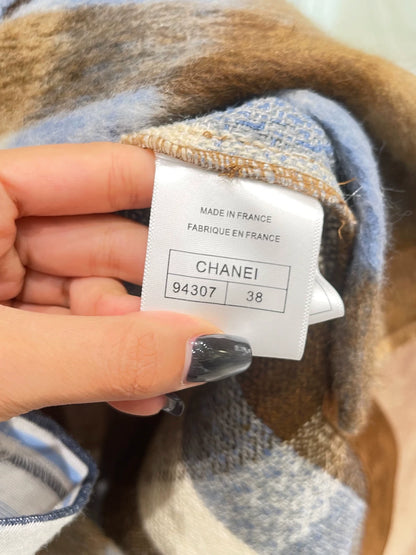 MADE IN FRANCE
FABRIQUE EN FRANCE
CHANEI
94307 38